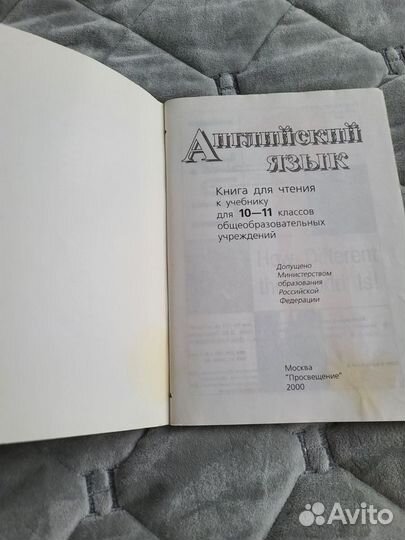 Английский
язык
Книга для чтения
к учебнику
для 10—11 классов
общеобразовательных
учреждений
Допущено
Министерством
образования
Российской
Федерации
Москва
"Просвещение"
2000
Avito